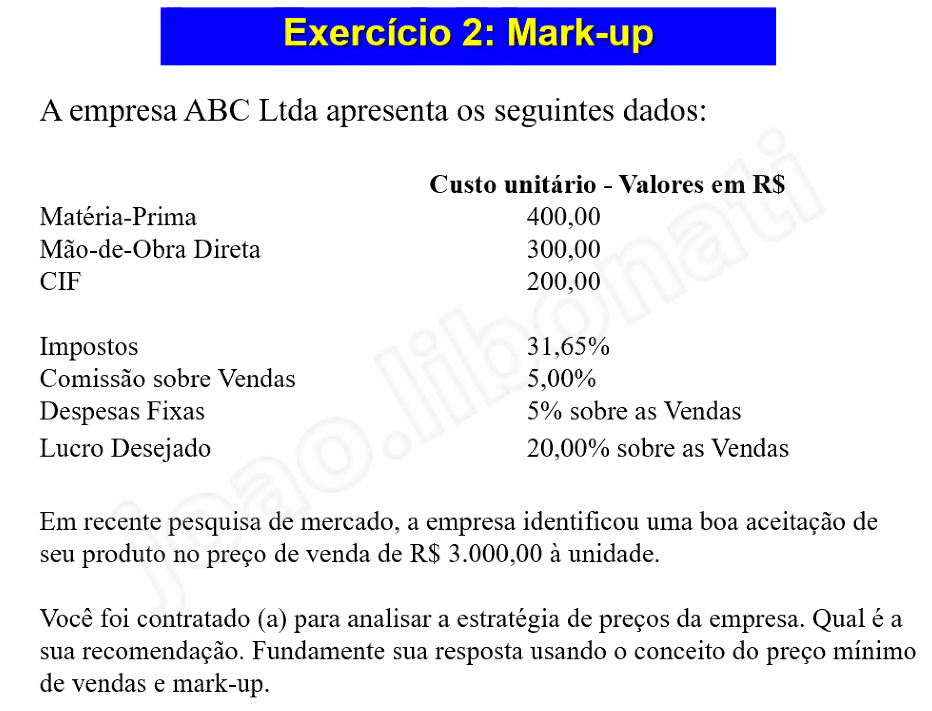 Exercício 2: Mark-up
A empresa ABC Ltda apresenta os seguintes dados:
Custo unitário - Valores em R$
Matéria-Prima 400,00
Mão-de-Obra Direta 300,00
CIF 200,00
Impostos 31,65%
Comissão sobre Vendas 5,00%
Despesas Fixas 5% sobre as Vendas
Lucro Desejado 20,00% sobre as Vendas
Em recente pesquisa de mercado, a empresa identificou uma boa aceitação de
seu produto no preço de venda de R$ 3.000,00 à unidade.
Você foi contratado (a) para analisar a estratégia de preços da empresa. Qual é a
sua recomendação. Fundamente sua resposta usando o conceito do preço mínimo
de vendas e mark-up.
joao.libonati